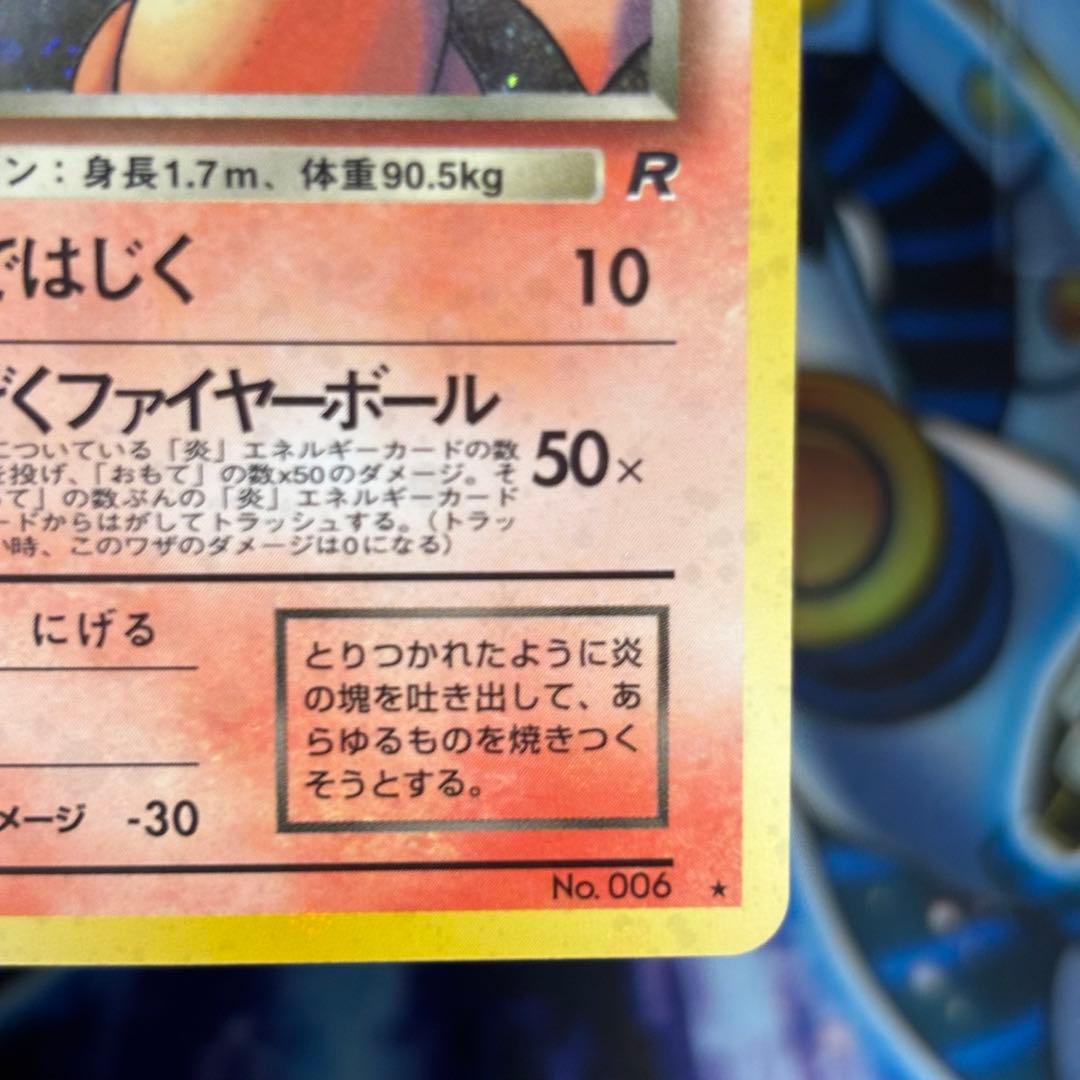 ン：身長1.7m、体重90.5kg R
ではじく 10
ぞくファイヤーボール
についている「炎」エネルギーカードの数
を投げ、「おもて」の数x50のダメージ。そ
て」の数ぶんの「炎」エネルギーカード
ードからはがしてトラッシュする。（トラッ
い時、このワザのダメージは0になる）
50×
にげる
メージ -30
とりつかれたように炎
の塊を吐き出して、あ
らゆるものを焼きつく
そうとする。
No. 006 ★